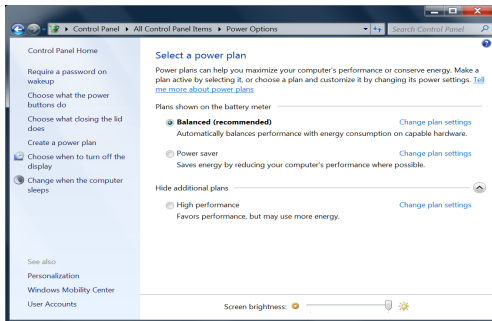 Control Panel ▸ All Control Panel Items ▸ Power Options
Search Control Panel
Control Panel Home
Require a password on
wakeup
Choose what the power
buttons do
Choose what closing the lid
does
Create a power plan
Choose when to turn off the
display
Change when the computer
sleeps
See also
Personalization
Windows Mobility Center
User Accounts
Select a power plan
Power plans can help you maximize your computer's performance or conserve energy. Make a
plan active by selecting it, or choose a plan and customize it by changing its power settings. Tell
me more about power plans
Plans shown on the battery meter
Balanced (recommended) Change plan settings
Automatically balances performance with energy consumption on capable hardware.
Power saver Change plan settings
Saves energy by reducing your computer's performance where possible.
Hide additional plans
High performance Change plan settings
Favors performance, but may use more energy.
Screen brightness: